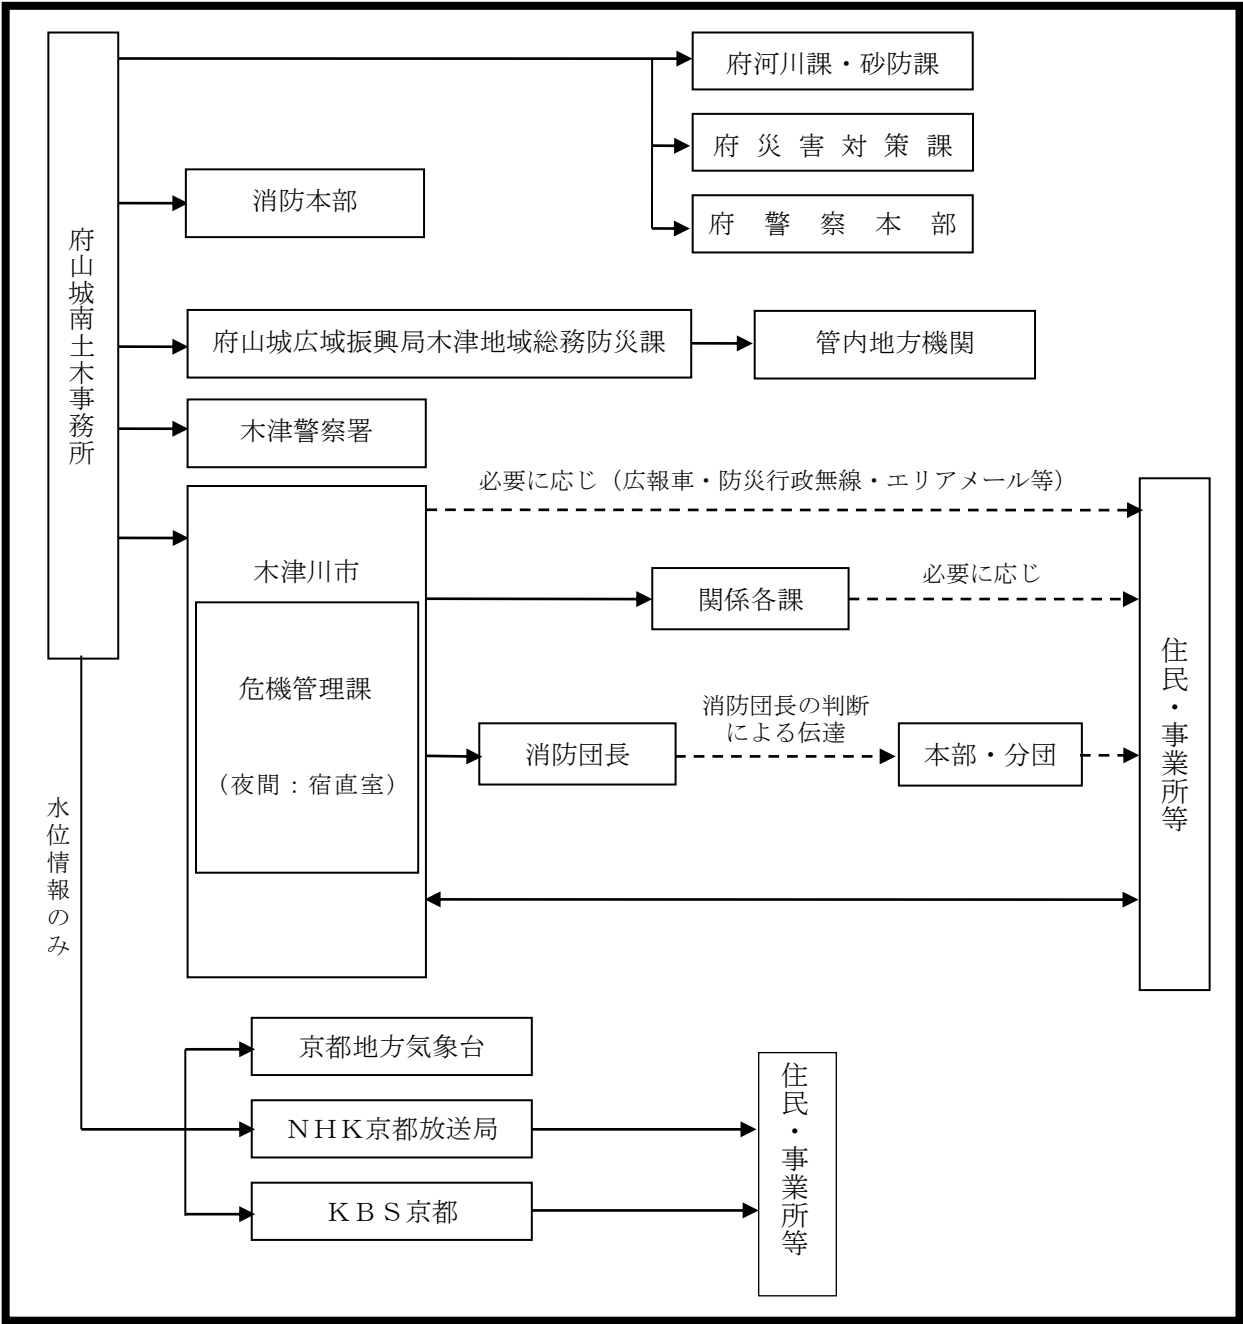 府山城南土木事務所
府河川課・砂防課
府災害対策課
府警察本部
消防本部
府山城広域振興局木津地域総務防災課
管内地方機関
木津警察署
必要に応じ（広報車・防災行政無線・エリアメール等）
木津川市
関係各課
必要に応じ
危機管理課
（夜間：宿直室）
消防団長
消防団長の判断
による伝達
本部・分団
住民・事業所等
水位情報のみ
京都地方気象台
ＮＨＫ京都放送局
ＫＢＳ京都
住民・事業所等